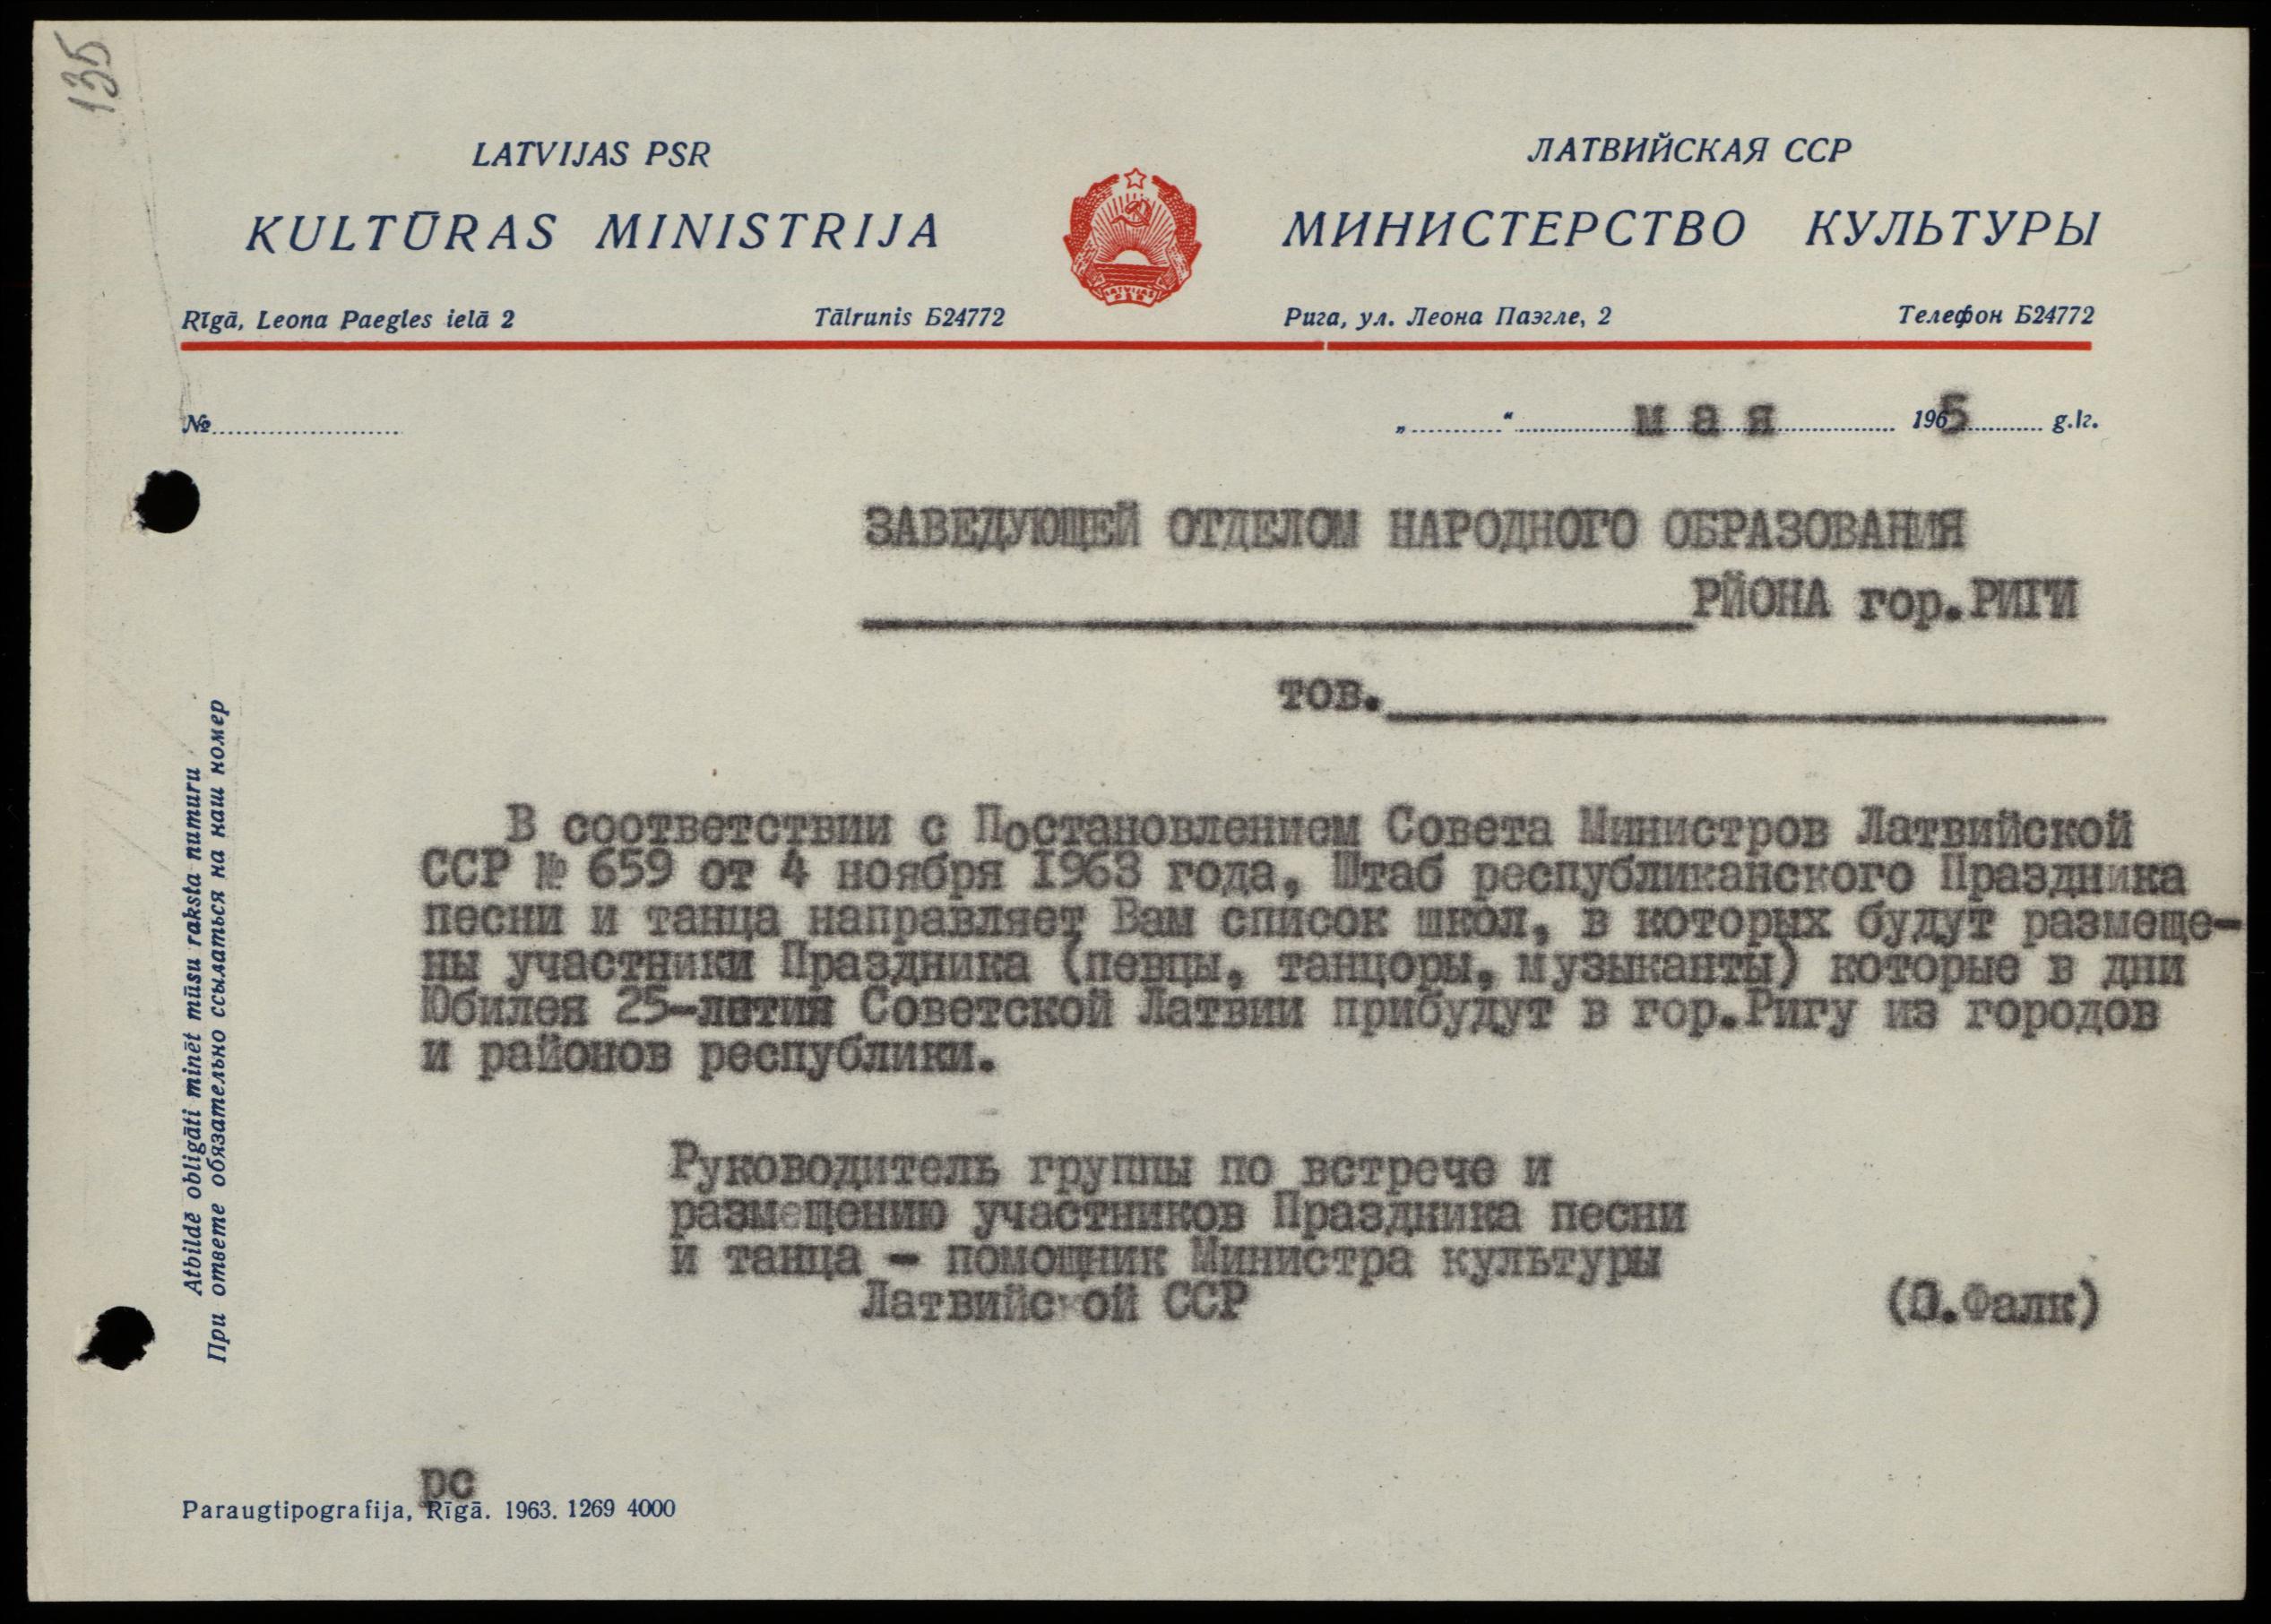 135
LATVIJAS PSR
KULTŪRAS MINISTRIJA
Rīgā, Leona Paegles ielā 2 Tālrunis Б24772
ЛАТВИЙСКАЯ ССР
МИНИСТЕРСТВО КУЛЬТУРЫ
Рига, ул. Леона Паэгле, 2 Телефон Б24772
LATVIJAS PSR
№
„ “ м а я 1965 g./г.
ЗАВЕДУЮЩЕЙ ОТДЕЛОМ НАРОДНОГО ОБРАЗОВАНИЯ
РЙОНА гор.РИГИ
тов.
В соответствии с Постановлением Совета Министров Латвийской
ССР № 659 от 4 ноября 1963 года, Штаб республиканского Праздника
песни и танца направляет Вам список школ, в которых будут размеще-
ны участники Праздника (певцы, танцоры, музыканты) которые в дни
Юбилея 25-летия Советской Латвии прибудут в гор.Ригу из городов
и районов республики.
Руководитель группы по встрече и
размещению участников Праздника песни
и танца - помощник Министра культуры
Латвийской ССР (П.Фалк)
Atbildē obligāti minēt mūsu raksta numuru
При ответе обязательно ссылаться на наш номер
рс
Paraugtipografija, Rīgā. 1963. 1269 4000